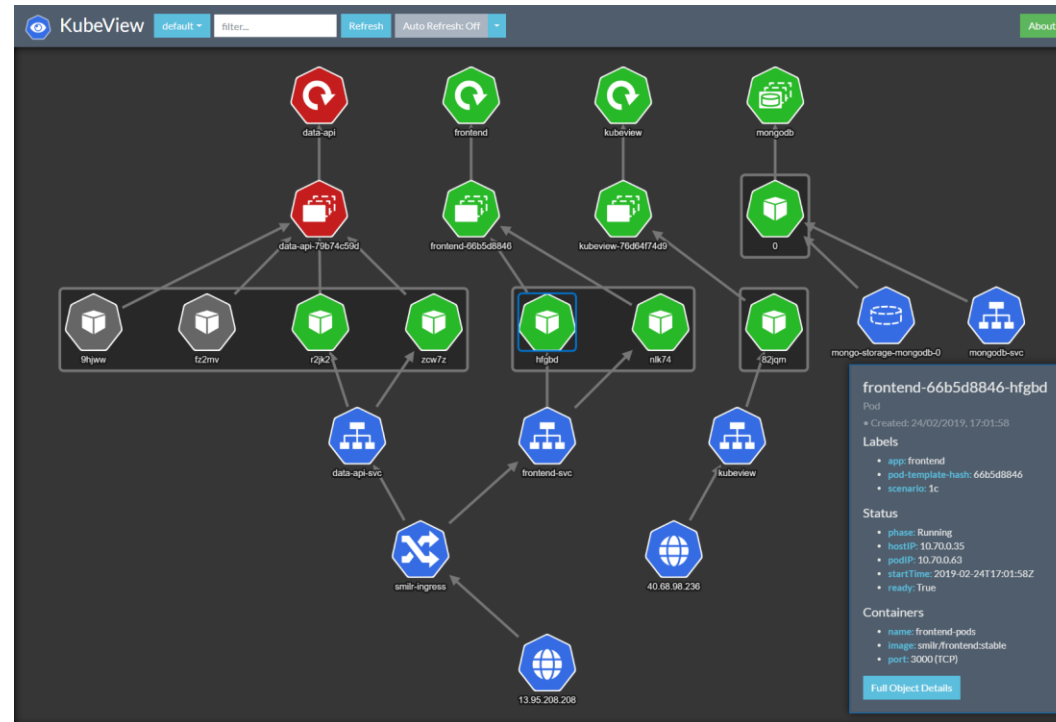 KubeView default filter... Refresh Auto Refresh: Off About
data-api frontend kubeview mongodb
data-api-79b74c59d frontend-66b5d8846 kubeview-76d64f74d9 0
9hjww fz2mv r2jk2 zcw7z hfgbd nlk74 82jqm mongo-storage-mongodb-0 mongodb-svc
data-api-svc frontend-svc kubeview
smilr-ingress 40.68.98.236
13.95.208.208
frontend-66b5d8846-hfgbd
Pod
• Created: 24/02/2019, 17:01:58
Labels
• app: frontend
• pod-template-hash: 66b5d8846
• scenario: 1c
Status
• phase: Running
• hostIP: 10.70.0.35
• podIP: 10.70.0.63
• startTime: 2019-02-24T17:01:58Z
• ready: True
Containers
• name: frontend-pods
• image: smilr/frontend:stable
• port: 3000 (TCP)
Full Object Details